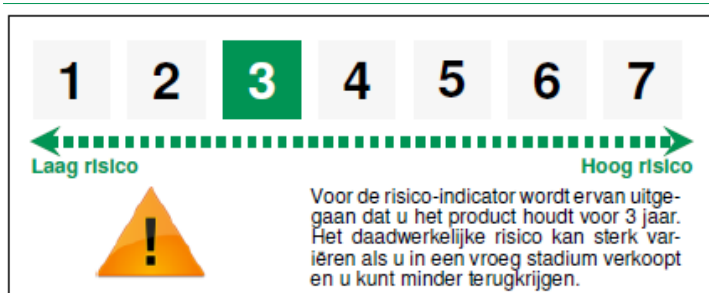 1 2 3 4 5 6 7
Laag risico Hoog risico
!
Voor de risico-indicator wordt ervan uitge-
gaan dat u het product houdt voor 3 jaar.
Het daadwerkelijke risico kan sterk var-
iëren als u in een vroeg stadium verkoopt
en u kunt minder terugkrijgen.